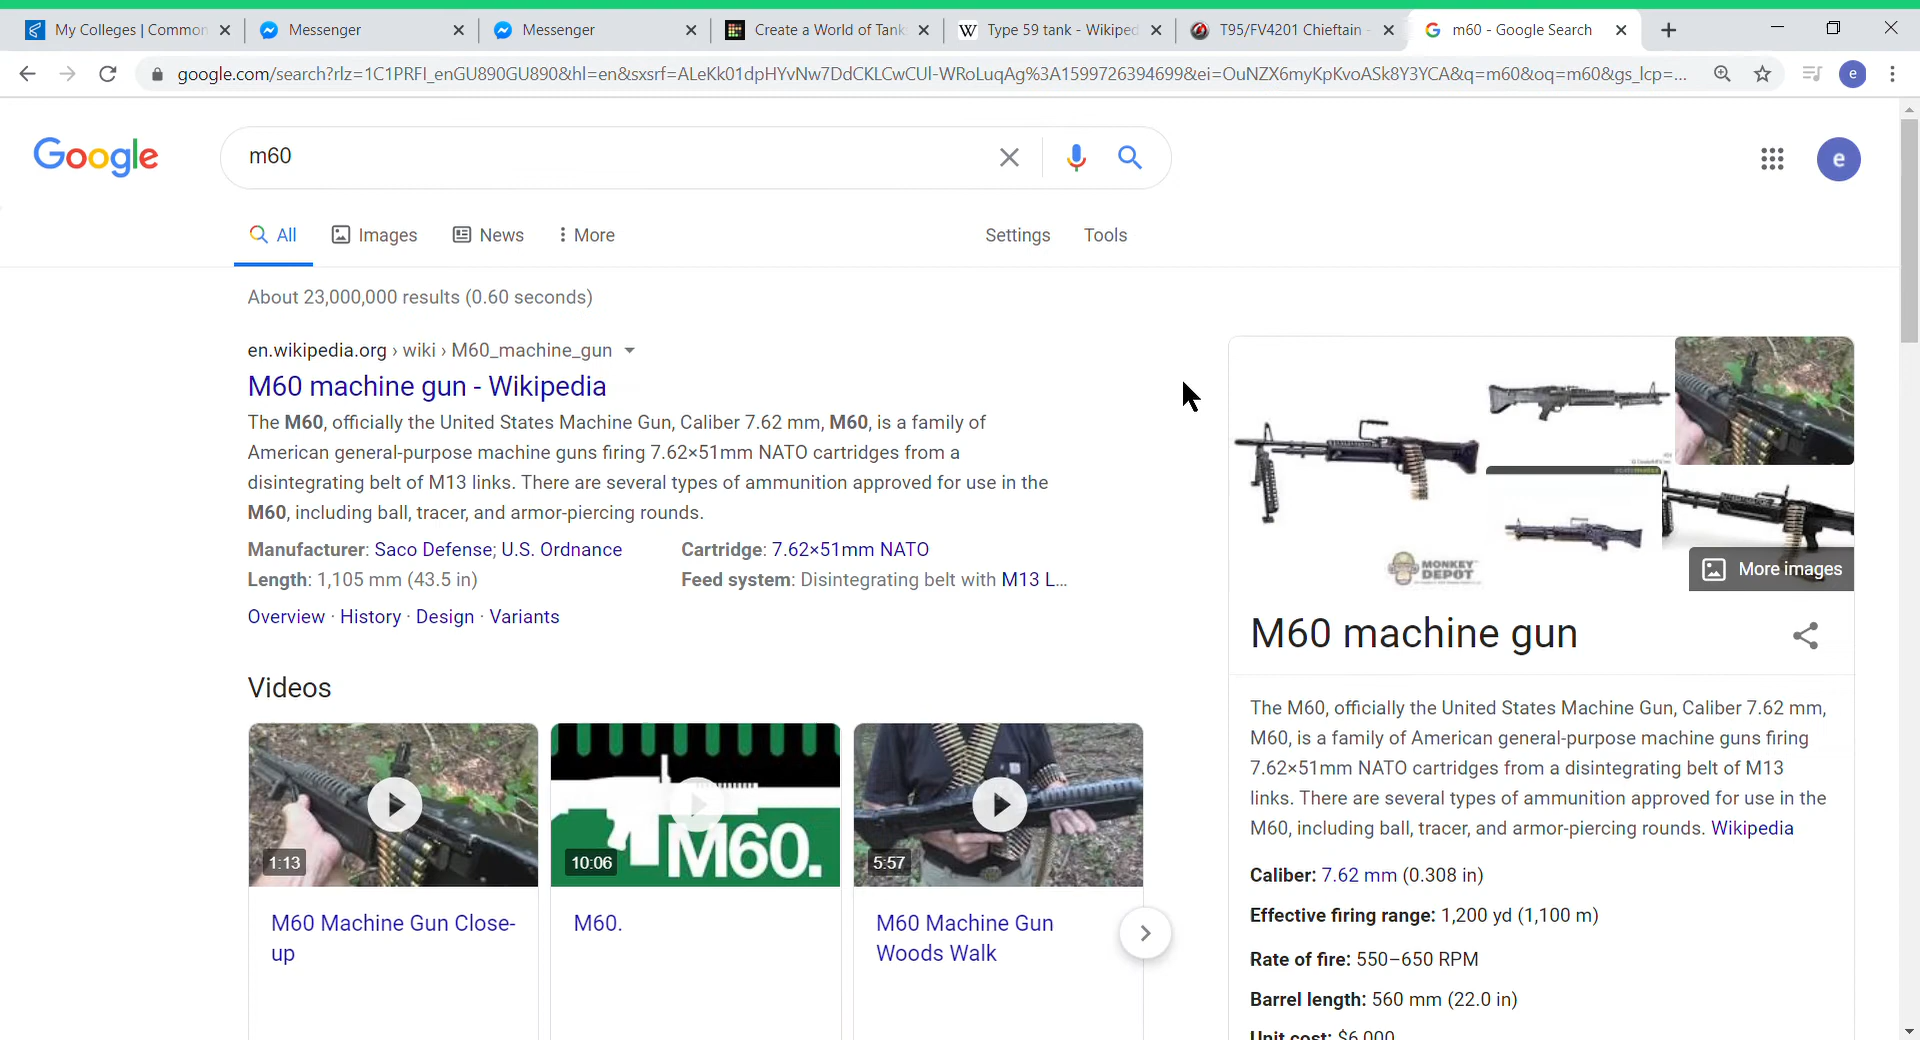 My Colleges | Common
Messenger
Messenger
Create a World of Tank
Type 59 tank - Wikiped
T95/FV4201 Chieftain -
m60 - Google Search
google.com/search?rlz=1C1PRFI_enGU890GU890&hl=en&sxsrf=ALeKk01dpHYvNw7DdCKLCwCUl-WRoLuqAg%3A1599726394699&ei=OuNZX6myKpKvoASk8Y3YCA&q=m60&oq=m60&gs_lcp=...
e
Google
m60
e
All
Images
News
More
Settings
Tools
About 23,000,000 results (0.60 seconds)
en.wikipedia.org › wiki › M60_machine_gun
M60 machine gun - Wikipedia
The M60, officially the United States Machine Gun, Caliber 7.62 mm, M60, is a family of
American general-purpose machine guns firing 7.62×51mm NATO cartridges from a
disintegrating belt of M13 links. There are several types of ammunition approved for use in the
M60, including ball, tracer, and armor-piercing rounds.
Manufacturer: Saco Defense; U.S. Ordnance
Cartridge: 7.62×51mm NATO
Length: 1,105 mm (43.5 in)
Feed system: Disintegrating belt with M13 L...
Overview · History · Design · Variants
Videos
1:13
10:06
M60.
5:57
M60 Machine Gun Close-
up
M60.
M60 Machine Gun
Woods Walk
MONKEY
DEPOT
More images
M60 machine gun
The M60, officially the United States Machine Gun, Caliber 7.62 mm,
M60, is a family of American general-purpose machine guns firing
7.62×51mm NATO cartridges from a disintegrating belt of M13
links. There are several types of ammunition approved for use in the
M60, including ball, tracer, and armor-piercing rounds. Wikipedia
Caliber: 7.62 mm (0.308 in)
Effective firing range: 1,200 yd (1,100 m)
Rate of fire: 550–650 RPM
Barrel length: 560 mm (22.0 in)
Unit cost: $6,000